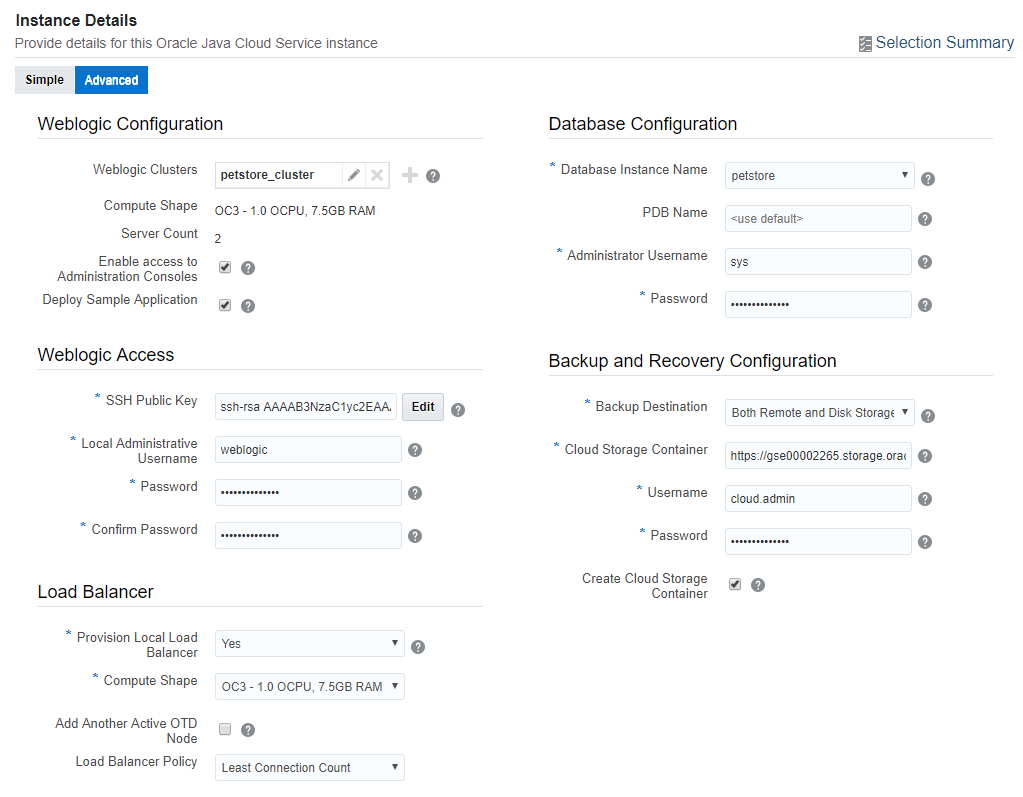 Instance Details
Provide details for this Oracle Java Cloud Service instance
Selection Summary
Simple
Advanced
Weblogic Configuration
Weblogic Clusters
petstore_cluster
?
Compute Shape
OC3 - 1.0 OCPU, 7.5GB RAM
Server Count
2
Enable access to
Administration Consoles
?
Deploy Sample Application
?
Weblogic Access
* SSH Public Key
ssh-rsa AAAAB3NzaC1yc2EAAA
Edit
?
* Local Administrative
Username
weblogic
?
* Password
••••••••••••••
?
* Confirm Password
••••••••••••••
?
Load Balancer
* Provision Local Load
Balancer
Yes
?
* Compute Shape
OC3 - 1.0 OCPU, 7.5GB RAM
Add Another Active OTD
Node
?
Load Balancer Policy
Least Connection Count
Database Configuration
* Database Instance Name
petstore
?
PDB Name
<use default>
?
* Administrator Username
sys
?
* Password
••••••••••••••
?
Backup and Recovery Configuration
* Backup Destination
Both Remote and Disk Storage
?
* Cloud Storage Container
https://gse00002265.storage.orac
?
* Username
cloud.admin
?
* Password
••••••••••••••
?
Create Cloud Storage
Container
?